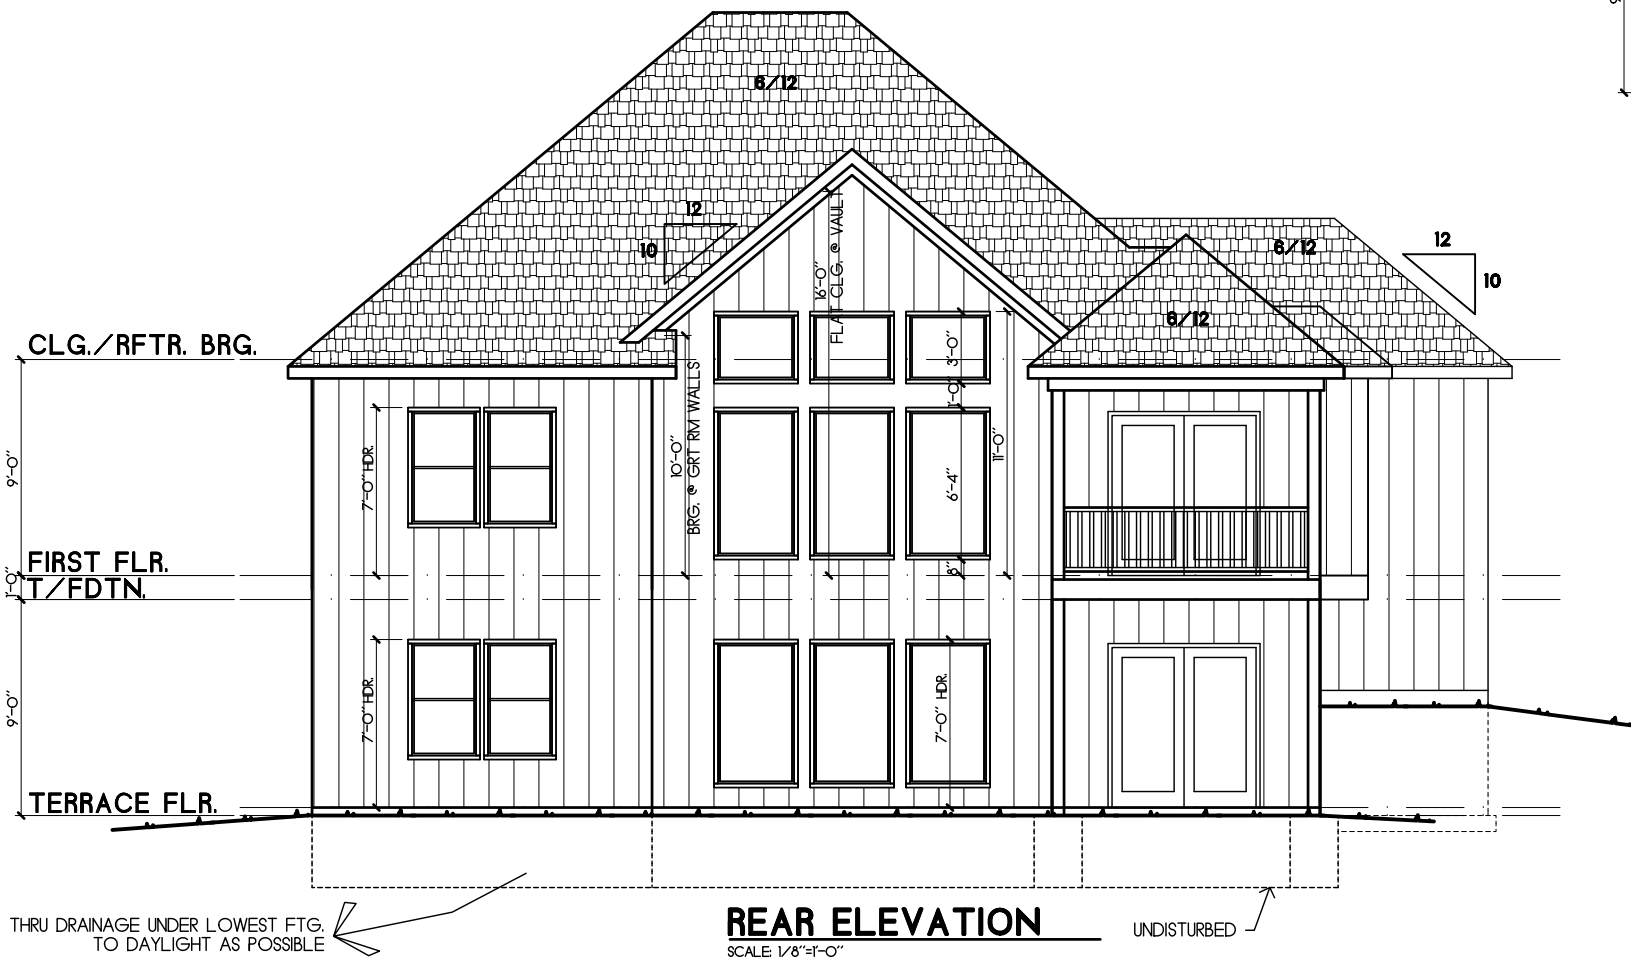 6/12
12
10
6/12
12
10
8/12
16'-0"
FLAT CLG. @ VAULT
CLG./RFTR. BRG.
3'-0"
1'-0"
11'-0"
6'-4"
8"
10'-0"
BRG. @ GRT RM WALLS
7'-0" HDR.
9'-0"
FIRST FLR.
1'-0"
T/FDTN.
7'-0" HDR.
7'-0" HDR.
9'-0"
TERRACE FLR.
THRU DRAINAGE UNDER LOWEST FTG.
TO DAYLIGHT AS POSSIBLE
REAR ELEVATION
SCALE: 1/8"=1'-0"
UNDISTURBED